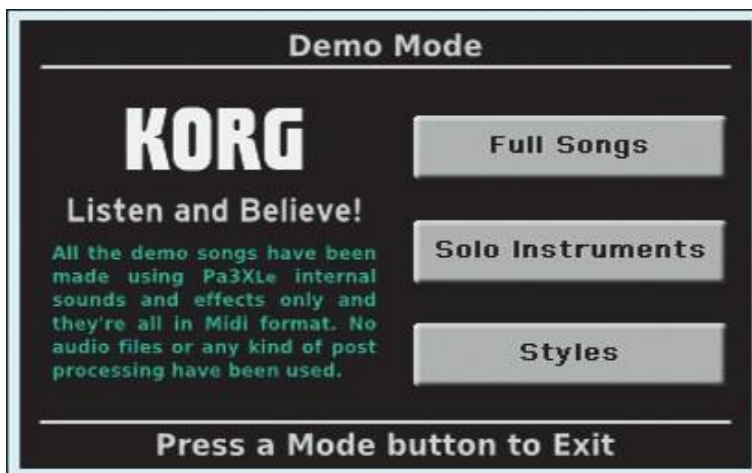 Demo Mode
KORG
Listen and Believe!
All the demo songs have been
made using Pa3XLe internal
sounds and effects only and
they're all in Midi format. No
audio files or any kind of post
processing have been used.
Full Songs
Solo Instruments
Styles
Press a Mode button to Exit